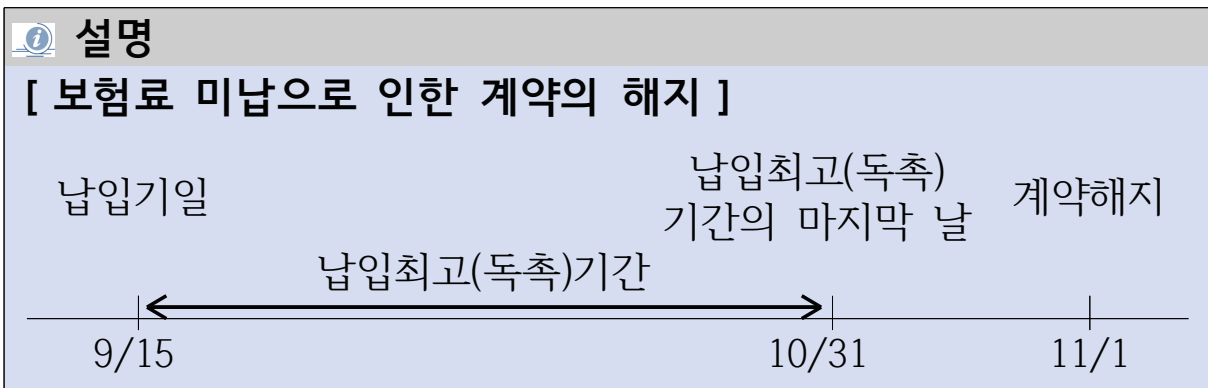 설명
[ 보험료 미납으로 인한 계약의 해지 ]
납입기일
납입최고(독촉)
기간의 마지막 날
계약해지
납입최고(독촉)기간
9/15
10/31
11/1